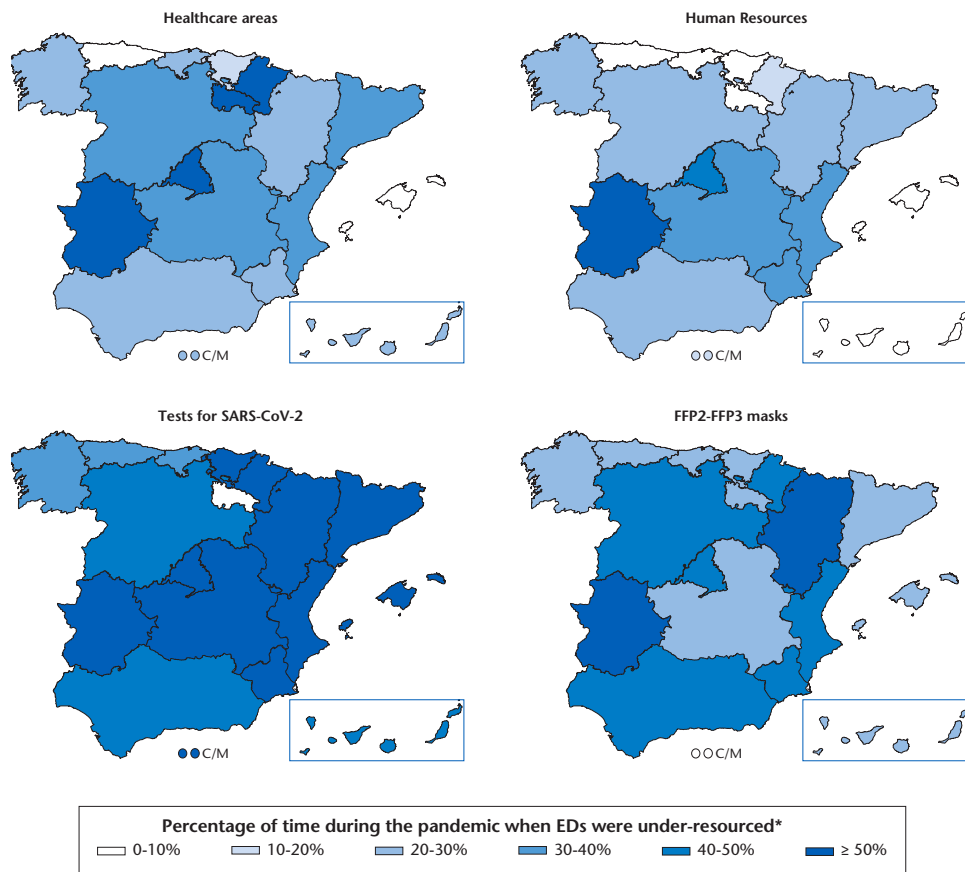 Healthcare areas
Human Resources
C/M
C/M
Tests for SARS-CoV-2
FFP2-FFP3 masks
C/M
C/M
Percentage of time during the pandemic when EDs were under-resourced*
0-10%
10-20%
20-30%
30-40%
40-50%
≥ 50%